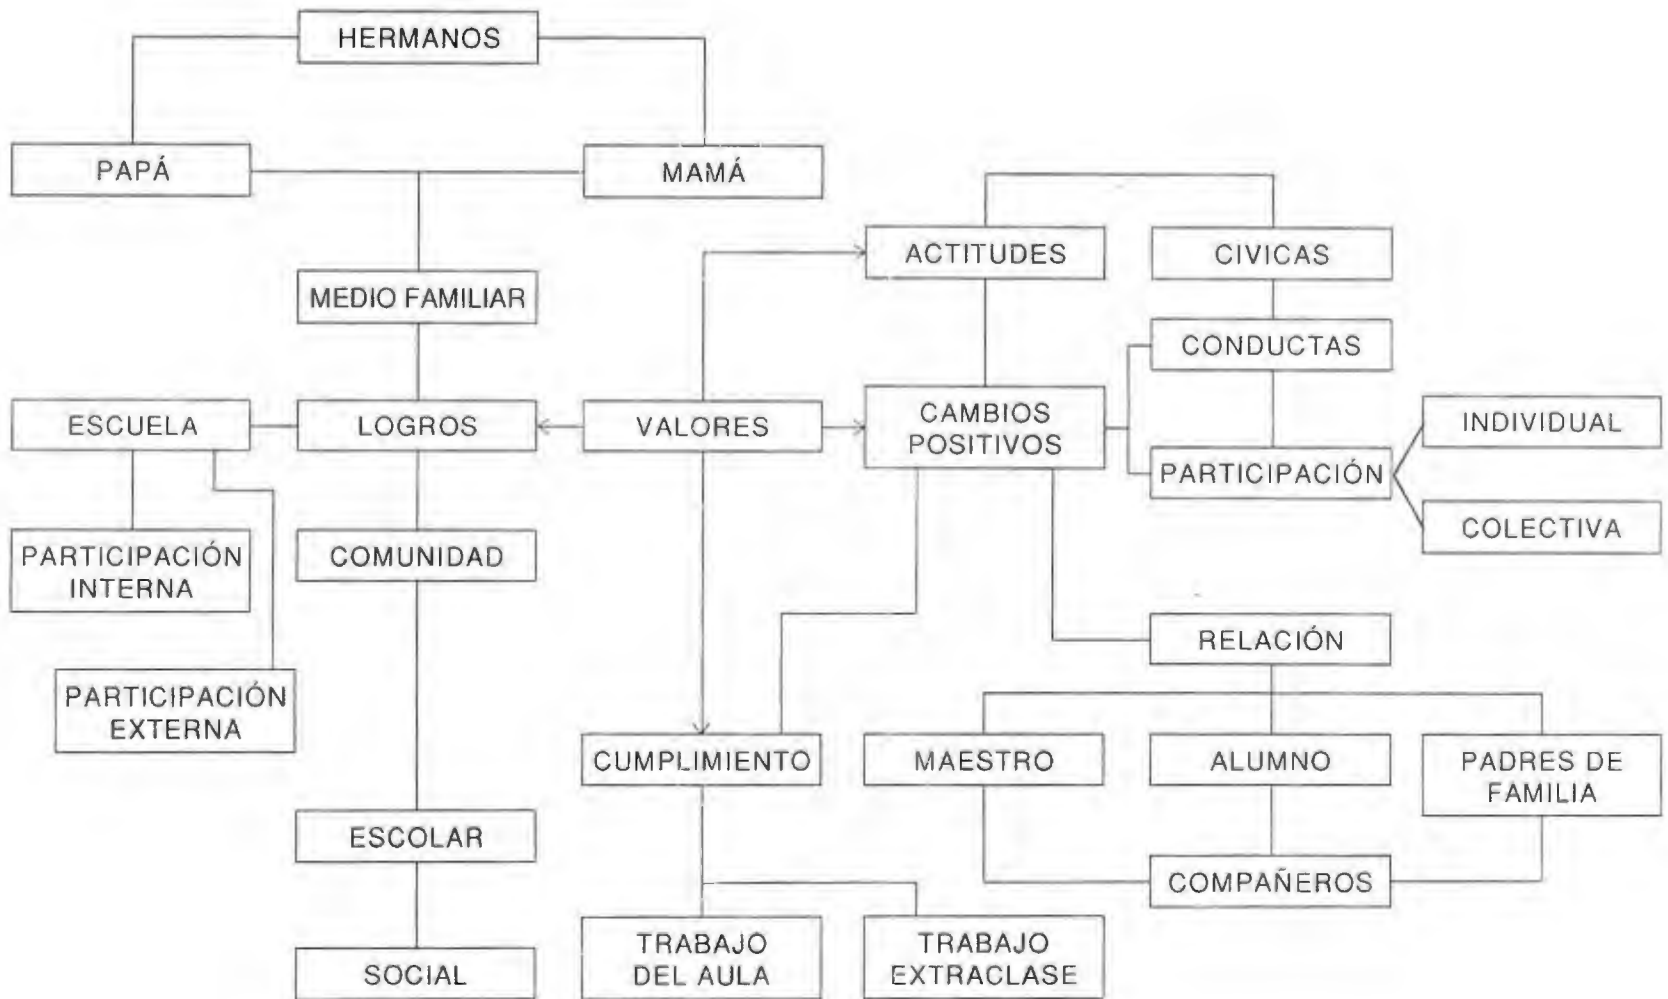 HERMANOS
PAPÁ
MAMÁ
ACTITUDES
CIVICAS
MEDIO FAMILIAR
CONDUCTAS
ESCUELA
LOGROS
VALORES
CAMBIOS
POSITIVOS
INDIVIDUAL
PARTICIPACIÓN
COLECTIVA
PARTICIPACIÓN
INTERNA
COMUNIDAD
RELACIÓN
PARTICIPACIÓN
EXTERNA
CUMPLIMIENTO
MAESTRO
ALUMNO
PADRES DE
FAMILIA
ESCOLAR
COMPAÑEROS
TRABAJO
DEL AULA
TRABAJO
EXTRACLASE
SOCIAL